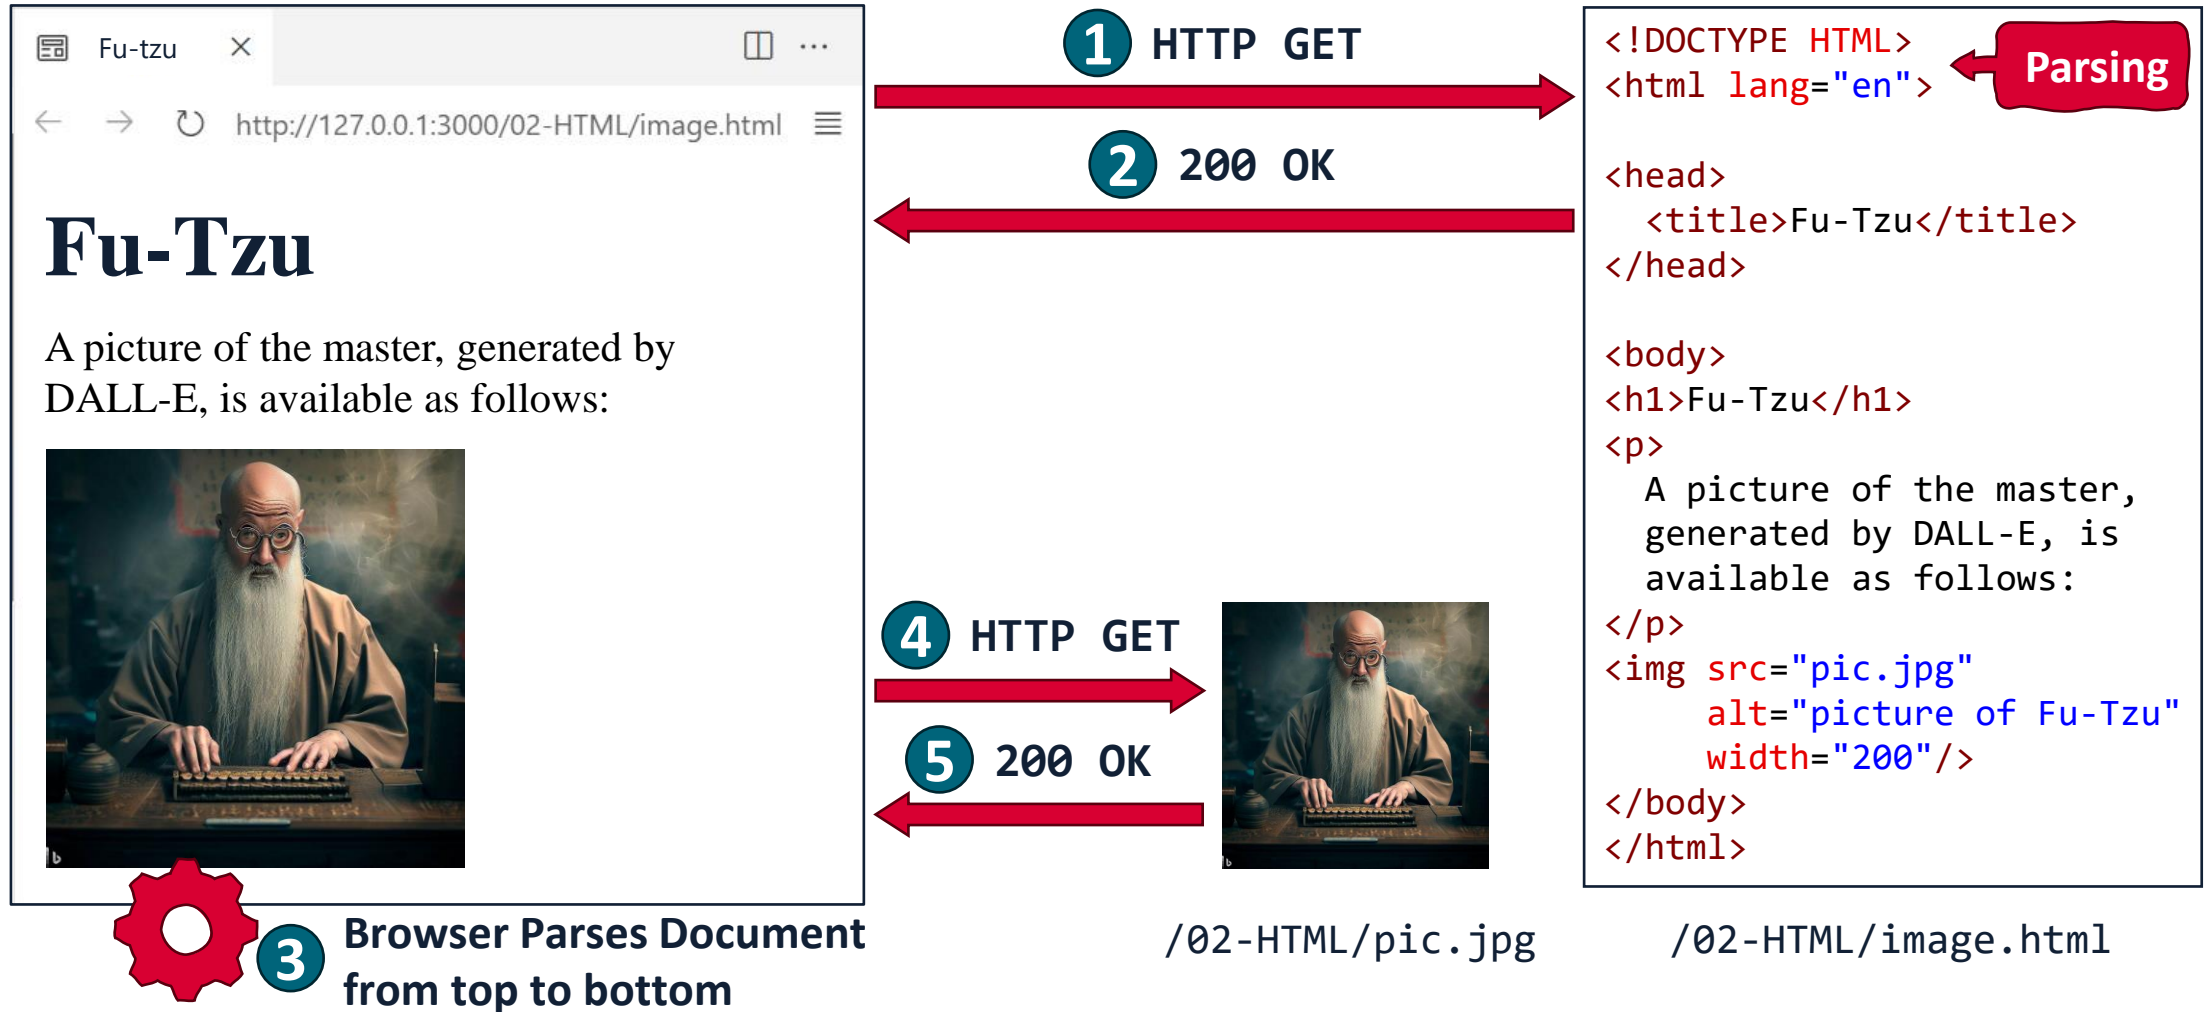 Fu-tzu
http://127.0.0.1:3000/02-HTML/image.html
Fu-Tzu
A picture of the master, generated by
DALL-E, is available as follows:
3 Browser Parses Document
from top to bottom
1 HTTP GET
2 200 OK
4 HTTP GET
5 200 OK
/02-HTML/pic.jpg
<!DOCTYPE HTML>
<html lang="en">
Parsing
<head>
<title>Fu-Tzu</title>
</head>
<body>
<h1>Fu-Tzu</h1>
<p>
A picture of the master,
generated by DALL-E, is
available as follows:
</p>
<img src="pic.jpg"
alt="picture of Fu-Tzu"
width="200"/>
</body>
</html>
/02-HTML/image.html